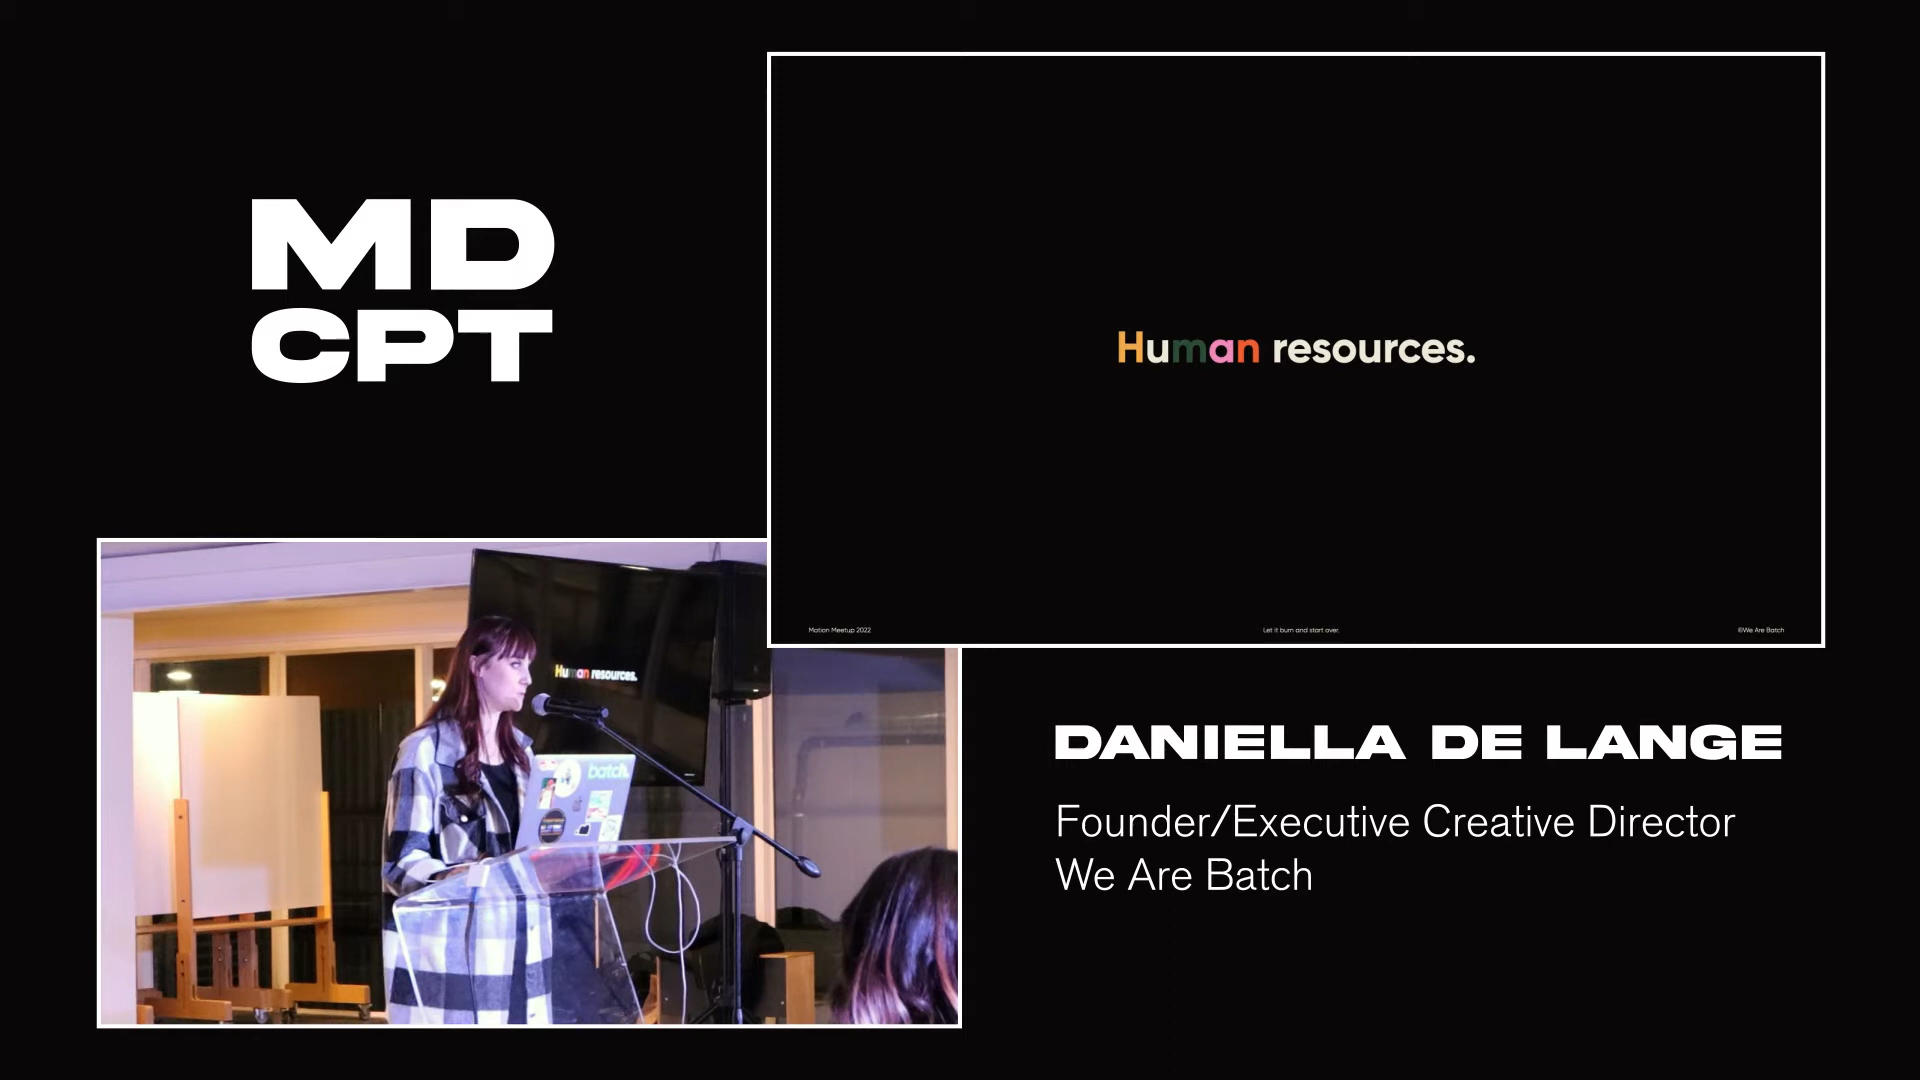 MD
CPT
Human resources.
Motion Meetup 2022
Let it burn and start over.
©We Are Batch
Human resources.
batch.
DANIELLA DE LANGE
Founder/Executive Creative Director
We Are Batch